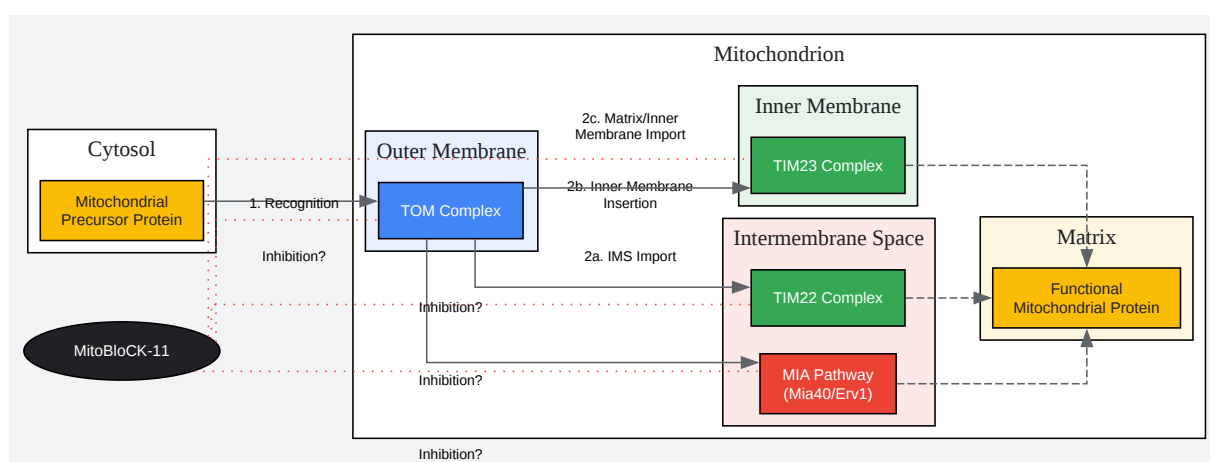 Mitochondrion
Inner Membrane
2c. Matrix/Inner
Membrane Import
Cytosol
Outer Membrane
TIM23 Complex
Mitochondrial
Precursor Protein
1. Recognition
TOM Complex
2b. Inner Membrane
Insertion
Intermembrane Space
Matrix
Inhibition?
2a. IMS Import
TIM22 Complex
Functional
Mitochondrial Protein
Inhibition?
MitoBloCK-11
MIA Pathway
(Mia40/Erv1)
Inhibition?
Inhibition?